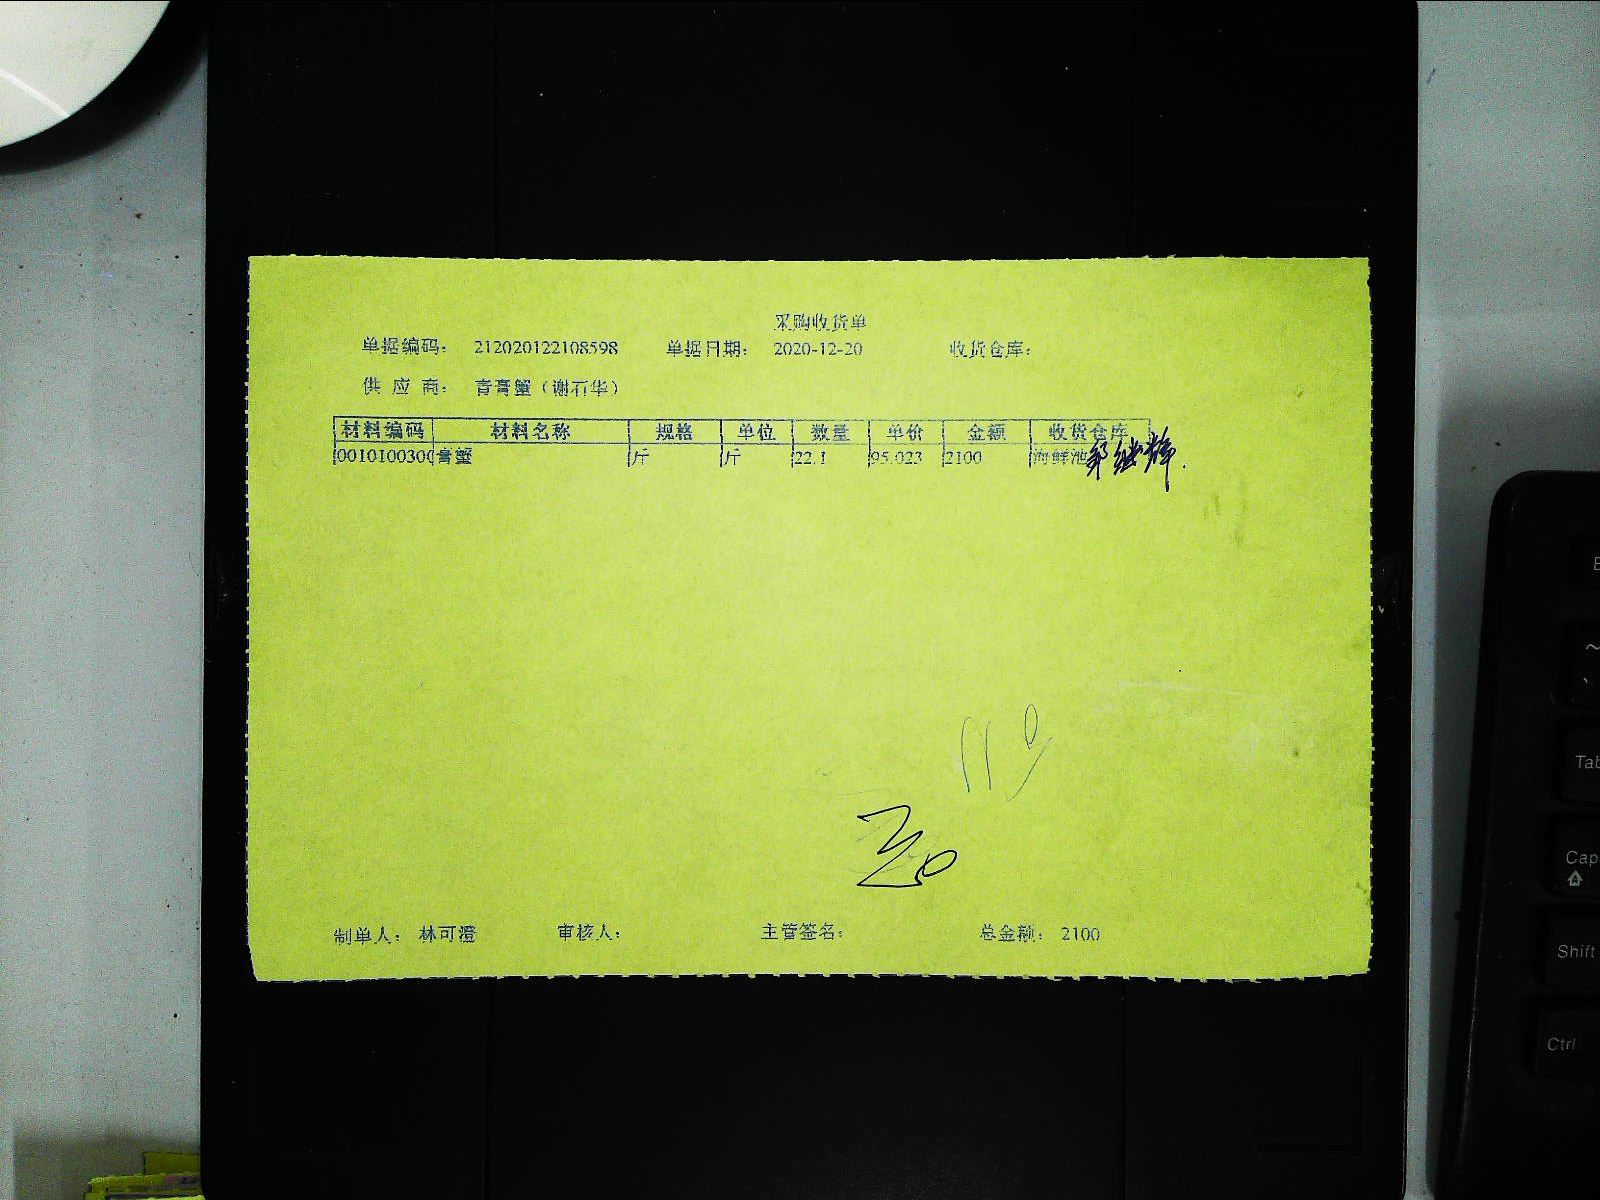 采购收货单
单据编码： 212020122108598 单据日期： 2020-12-20 收货仓库：
供 应 商： 青膏蟹（谢石华）
材料编码 材料名称 规格 单位 数量 单价 金额 收货仓库
0010100300 膏蟹 斤 斤 22.1 95.023 2100 海鲜池
制单人： 林可澄 审核人： 主管签名： 总金额： 2100
Tab
Cap
Shift
Ctrl